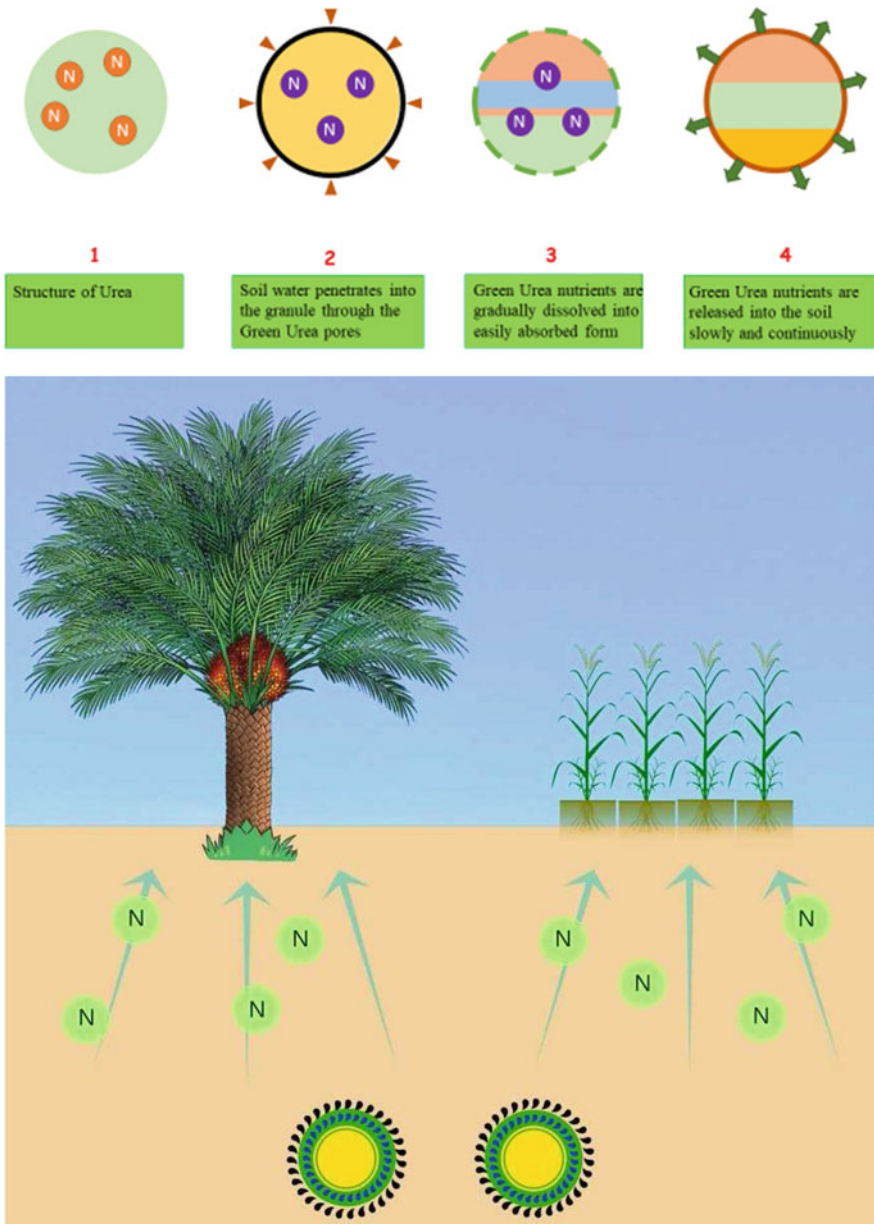 N
N
N
N
N
N
N
N
N
N
1
2
3
4
Structure of Urea
Soil water penetrates into
the granule through the
Green Urea pores
Green Urea nutrients are
gradually dissolved into
easily absorbed form
Green Urea nutrients are
released into the soil
slowly and continuously
N
N
N
N
N
N
N
N